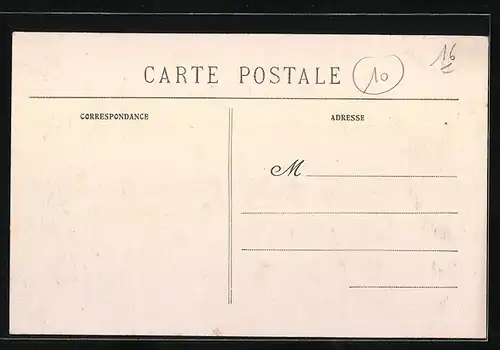 CARTE POSTALE 10 16
CORRESPONDANCE ADRESSE
M